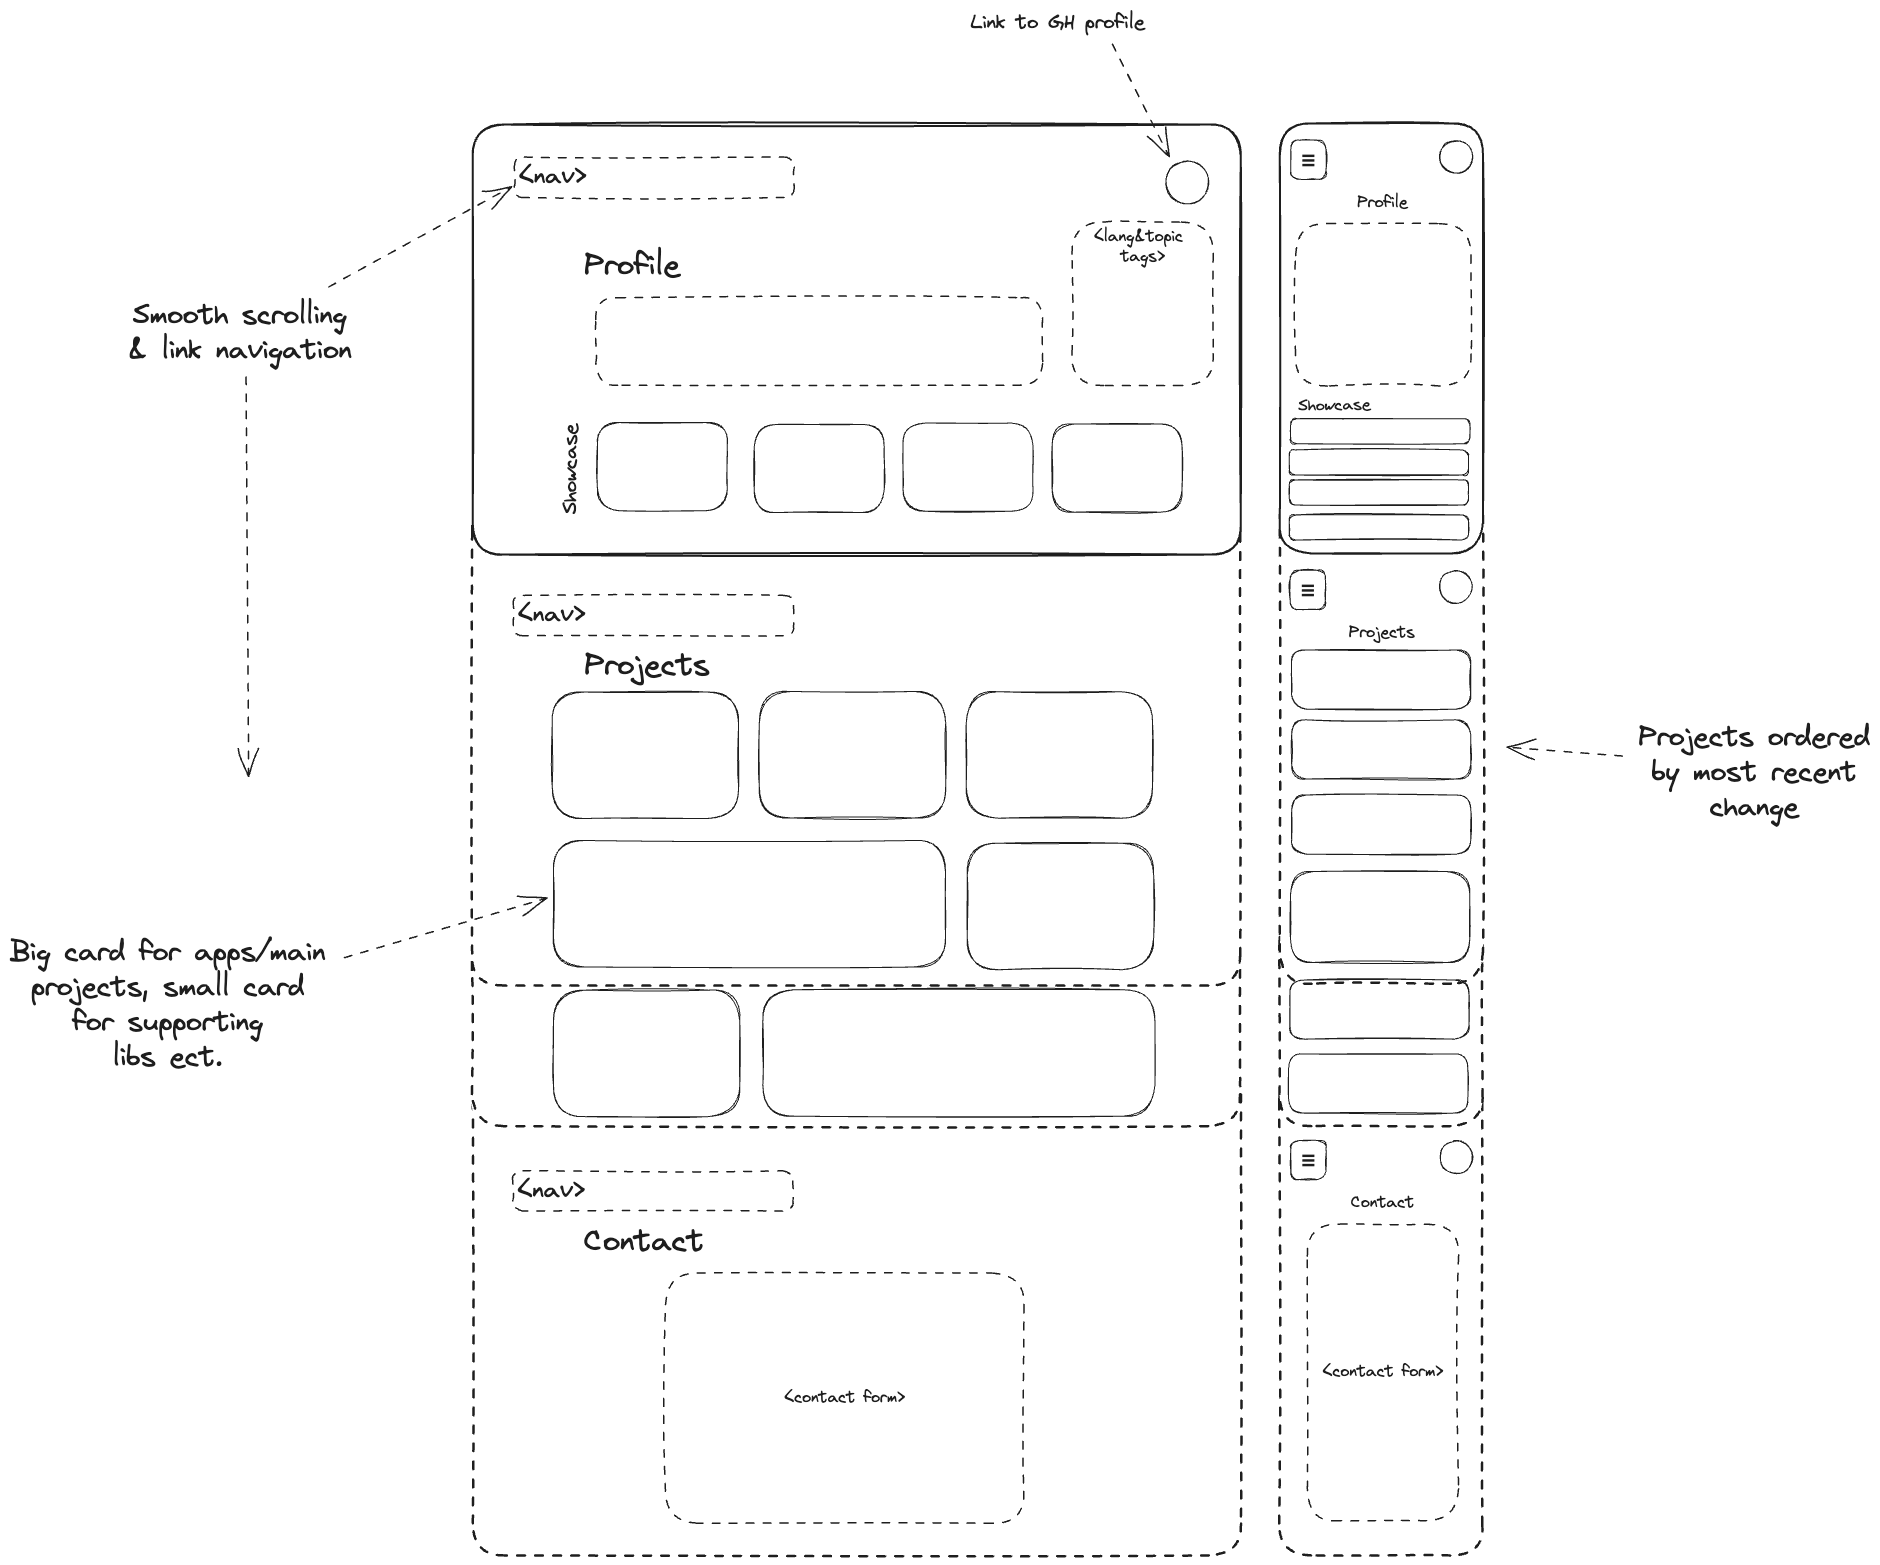 Link to GH profile
<nav>
<lang&topic
tags>
Profile
Smooth scrolling
& link navigation
Showcase
<nav>
Projects
Big card for apps/main
projects, small card
for supporting
libs ect.
<nav>
Contact
<contact form>
Profile
Showcase
Projects
Projects ordered
by most recent
change
Contact
<contact form>